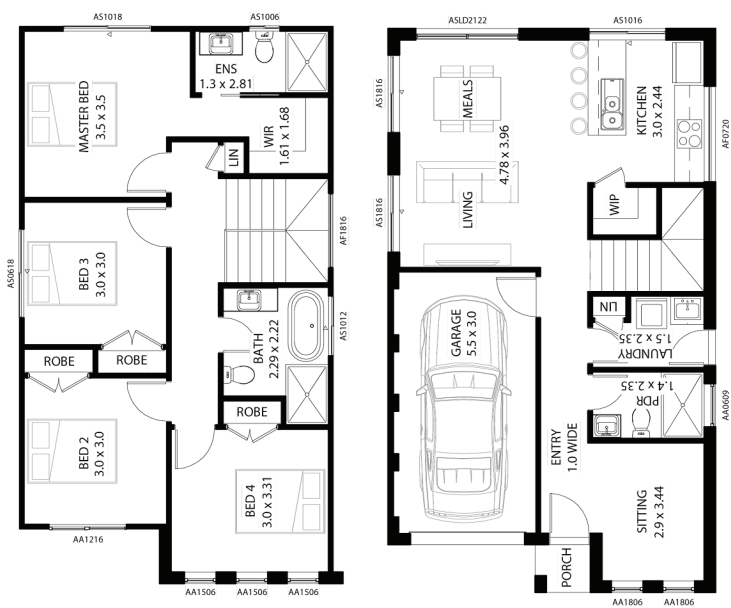 AS1018
AS1006
ENS
1.3 x 2.81
MASTER BED
3.5 x 3.5
WIR
1.61 x 1.68
LIN
AF1816
AS0618
BED 3
3.0 x 3.0
ROBE
ROBE
BATH
2.29 x 2.22
AS1012
ROBE
BED 2
3.0 x 3.0
AA1216
BED 4
3.0 x 3.31
AA1506
AA1506
AA1506
ASLD2122
AS1016
AS1816
MEALS
KITCHEN
3.0 x 2.44
AF0720
LIVING
4.78 x 3.96
AS1816
WIP
GARAGE
5.5 x 3.0
LIN
LAUNDRY
1.5 x 2.35
PDR
1.4 x 2.35
AA0609
ENTRY
1.0 WIDE
SITTING
2.9 x 3.44
PORCH
AA1806
AA1806